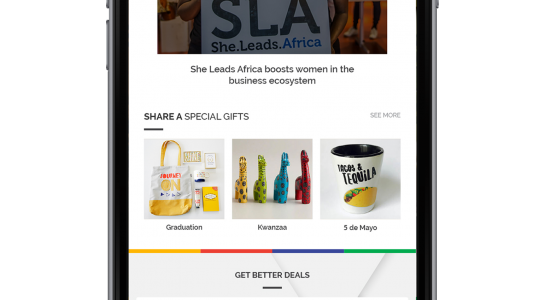 SLA
She.Leads.Africa
She Leads Africa boosts women in the
business ecosystem
SHARE A SPECIAL GIFTS
SEE MORE
JOURNEY
ON
TACOS &
TEQUILA
Graduation
Kwanzaa
5 de Mayo
GET BETTER DEALS